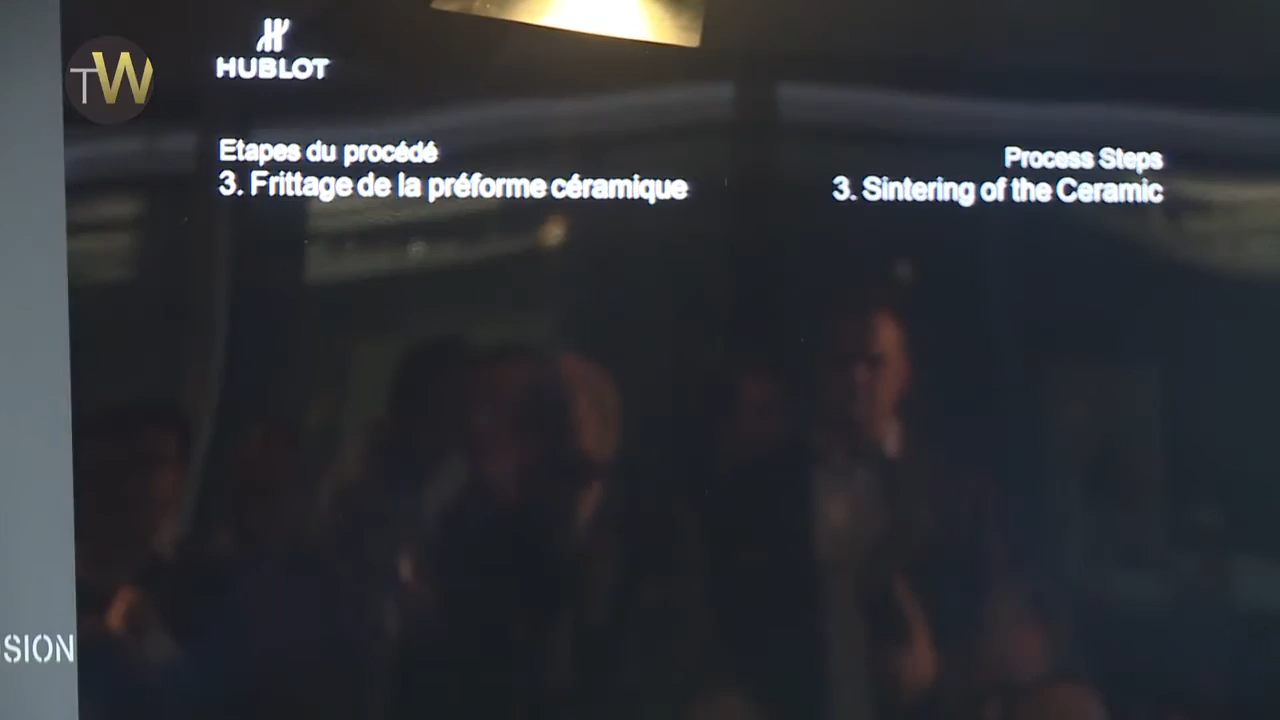 TW
HUBLOT
Etapes du procédé
3. Frittage de la préforme céramique
Process Steps
3. Sintering of the Ceramic
SION